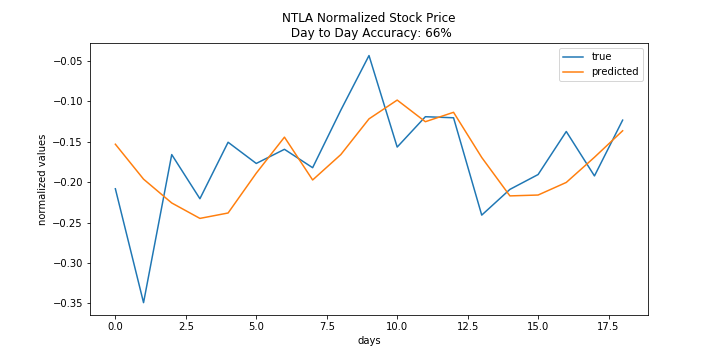 NTLA Normalized Stock Price
Day to Day Accuracy: 66%
true
predicted
normalized values
−0.05
−0.10
−0.15
−0.20
−0.25
−0.30
−0.35
0.0 2.5 5.0 7.5 10.0 12.5 15.0 17.5
days